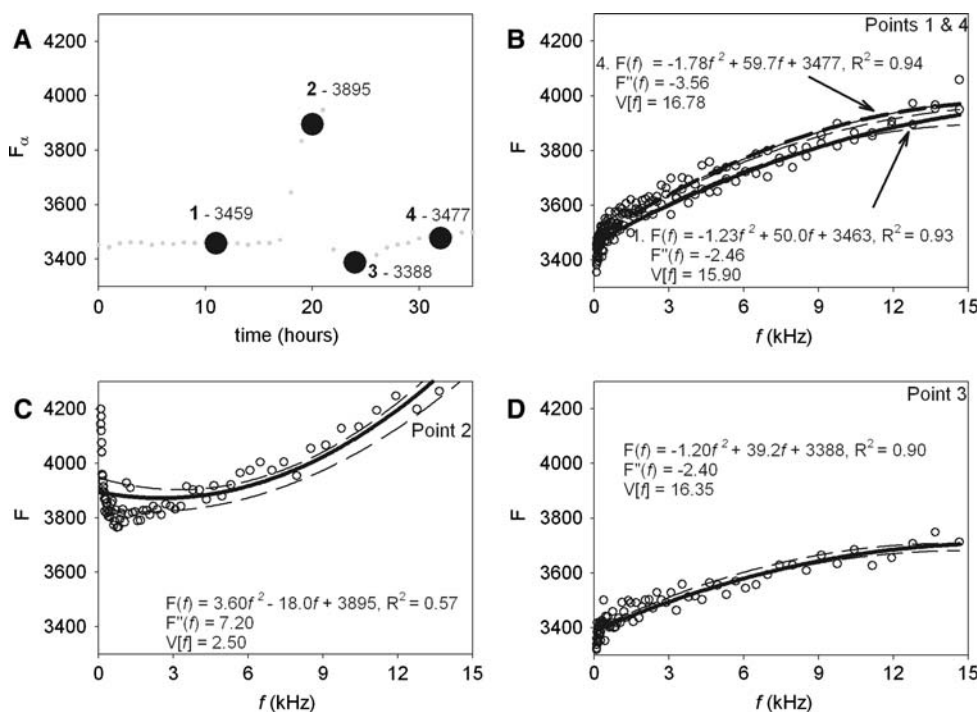 A
4200
4000
3800
3600
3400
Fα
2 - 3895
1 - 3459
4 - 3477
3 - 3388
0
10
20
30
time (hours)
B
Points 1 & 4
4200
4000
3800
3600
3400
F
4. F(f) = -1.78f² + 59.7f + 3477, R² = 0.94
F"(f) = -3.56
V[f] = 16.78
1. F(f) = -1.23f² + 50.0f + 3463, R² = 0.93
F"(f) = -2.46
V[f] = 15.90
0
3
6
9
12
15
f (kHz)
C
Point 2
4200
4000
3800
3600
3400
F
F(f) = 3.60f² - 18.0f + 3895, R² = 0.57
F"(f) = 7.20
V[f] = 2.50
0
3
6
9
12
15
f (kHz)
D
Point 3
4200
4000
3800
3600
3400
F
F(f) = -1.20f² + 39.2f + 3388, R² = 0.90
F"(f) = -2.40
V[f] = 16.35
0
3
6
9
12
15
f (kHz)